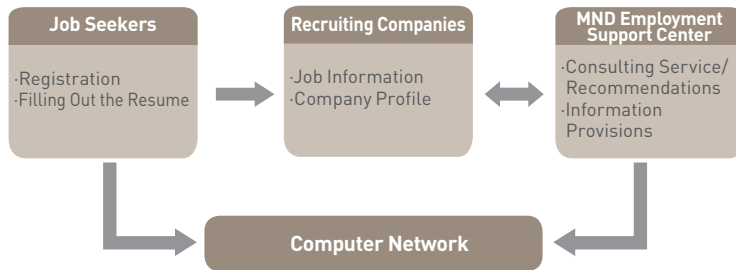 Job Seekers
·Registration
·Filling Out the Resume
Recruiting Companies
·Job Information
·Company Profile
MND Employment
Support Center
·Consulting Service/
Recommendations
·Information
Provisions
Computer Network